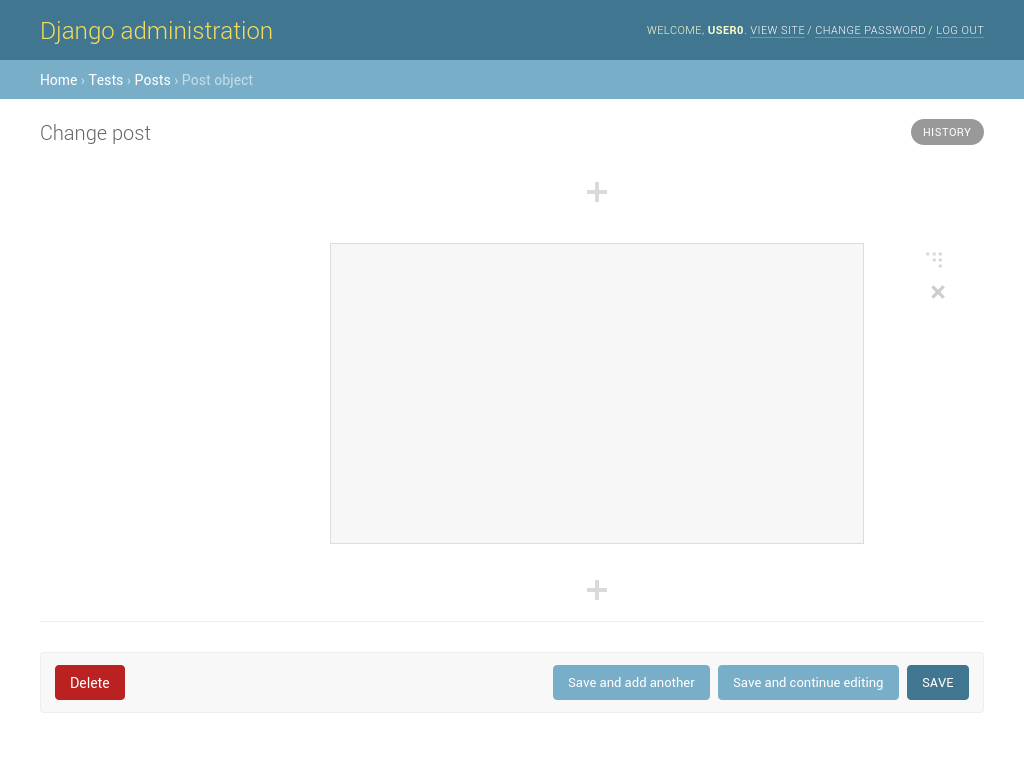 Django administration
WELCOME, USER0. VIEW SITE / CHANGE PASSWORD / LOG OUT
Home › Tests › Posts › Post object
Change post
HISTORY
Delete
Save and add another
Save and continue editing
SAVE